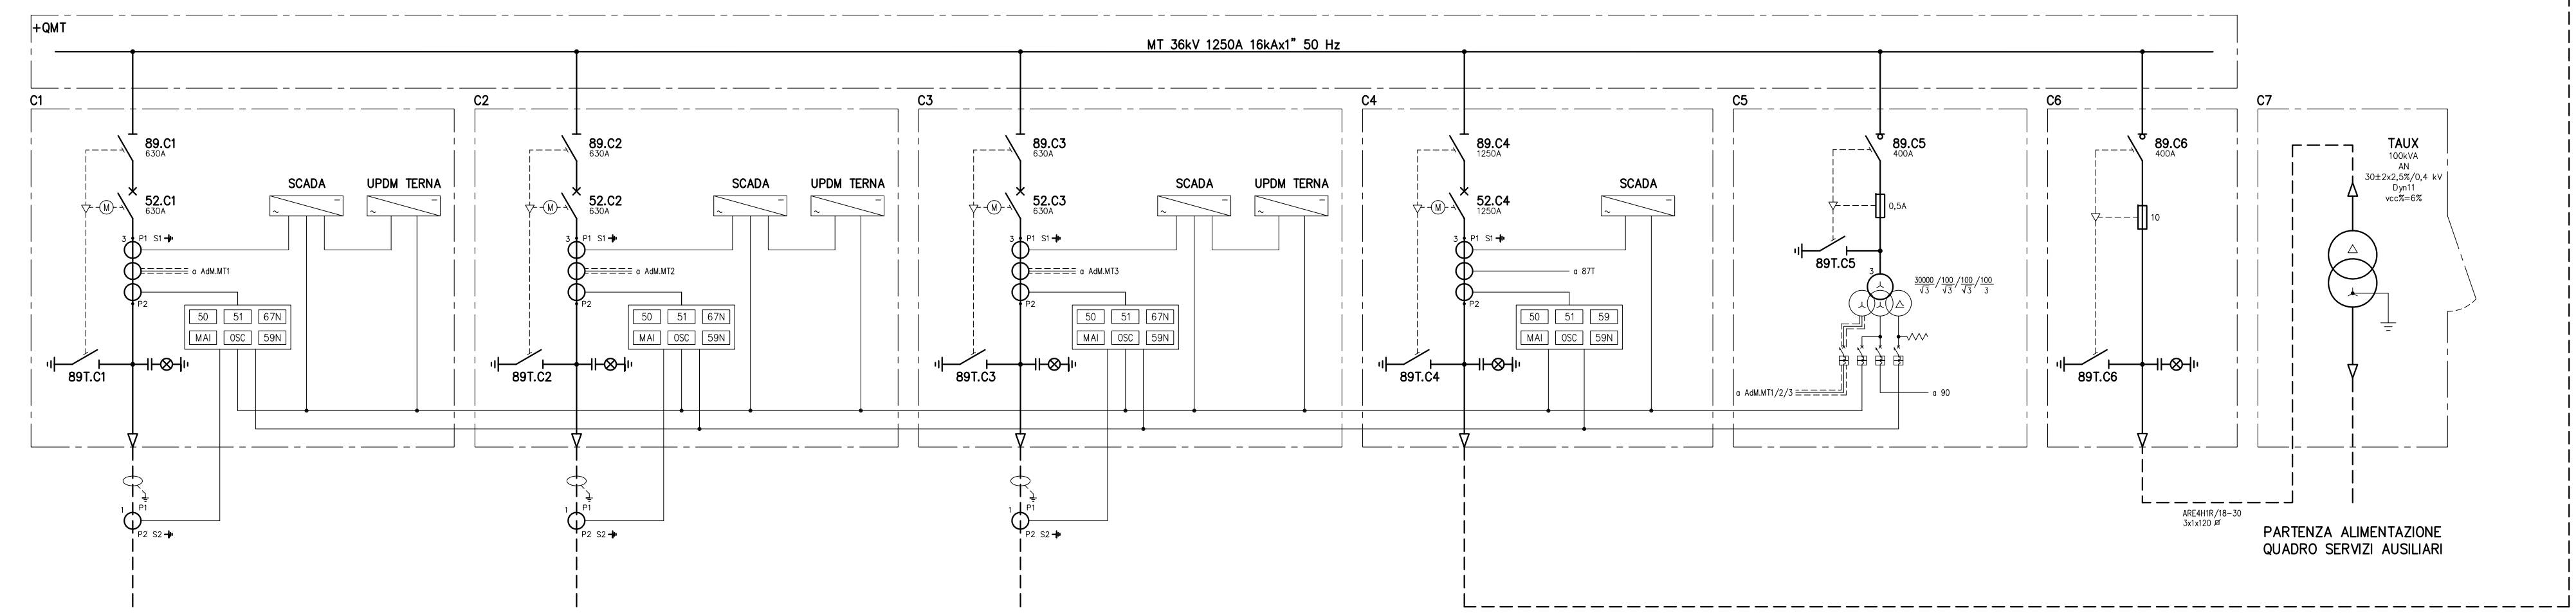 +QMT
MT 36kV 1250A 16kAx1" 50 Hz
C1
89.C1
630A
52.C1
630A
M
SCADA
UPDM TERNA
3 P1 S1
a AdM.MT1
P2
50 51 67N
MAI OSC 59N
89T.C1
1 P1
P2 S2
C2
89.C2
630A
52.C2
630A
M
SCADA
UPDM TERNA
3 P1 S1
a AdM.MT2
P2
50 51 67N
MAI OSC 59N
89T.C2
1 P1
P2 S2
C3
89.C3
630A
52.C3
630A
M
SCADA
UPDM TERNA
3 P1 S1
a AdM.MT3
P2
50 51 67N
MAI OSC 59N
89T.C3
1 P1
P2 S2
C4
89.C4
1250A
52.C4
1250A
M
SCADA
3 P1 S1
a 87T
P2
50 51 59
MAI OSC 59N
89T.C4
C5
89.C5
400A
0,5A
89T.C5
3
30000/√3 / 100/√3 / 100/√3 / 100/3
a AdM.MT1/2/3
a 90
C6
89.C6
400A
10
89T.C6
ARE4H1R/18-30
3x1x120
C7
TAUX
100kVA
AN
30±2x2,5%/0,4 kV
Dyn11
vcc%=6%
PARTENZA ALIMENTAZIONE
QUADRO SERVIZI AUSILIARI